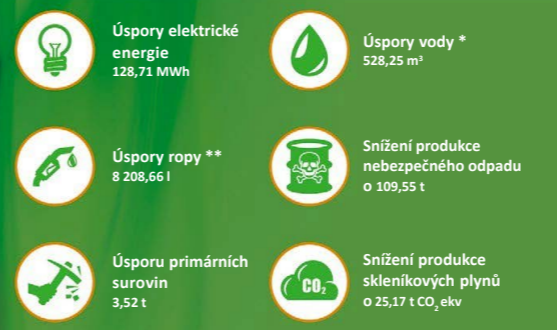 Úspory elektrické
energie
128,71 MWh
Úspory vody *
528,25 m³
Úspory ropy **
8 208,66 l
Snížení produkce
nebezpečného odpadu
o 109,55 t
Úsporu primárních
surovin
3,52 t
CO₂
Snížení produkce
skleníkových plynů
o 25,17 t CO₂ ekv